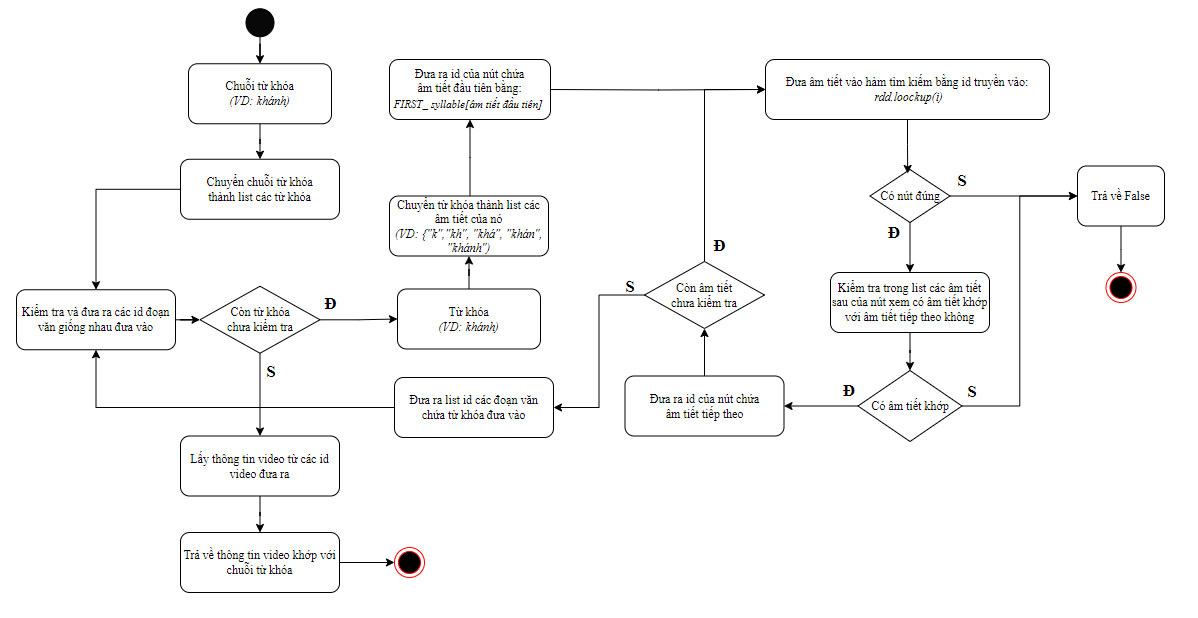 Chuỗi từ khóa
(VD: khánh)
Chuyển chuỗi từ khóa
thành list các từ khóa
Kiểm tra và đưa ra các id đoạn
văn giống nhau đưa vào
Còn từ khóa
chưa kiểm tra
Đ
S
Từ khóa
(VD: khánh)
Chuyển từ khóa thành list các
âm tiết của nó
(VD: {"k","kh", "khá", "khán",
"khánh")
Đưa ra id của nút chứa
âm tiết đầu tiên bằng:
FIRST_ syllable[âm tiết đầu tiên]
Đưa âm tiết vào hàm tìm kiếm bằng id truyền vào:
rdd.loockup(i)
Có nút đúng
S
Đ
Trả về False
Kiểm tra trong list các âm tiết
sau của nút xem có âm tiết khớp
với âm tiết tiếp theo không
Có âm tiết khớp
S
Đ
Đưa ra id của nút chứa
âm tiết tiếp theo
Còn âm tiết
chưa kiểm tra
Đ
S
Đưa ra list id các đoạn văn
chứa từ khóa đưa vào
Lấy thông tin video từ các id
video đưa ra
Trả về thông tin video khớp với
chuỗi từ khóa